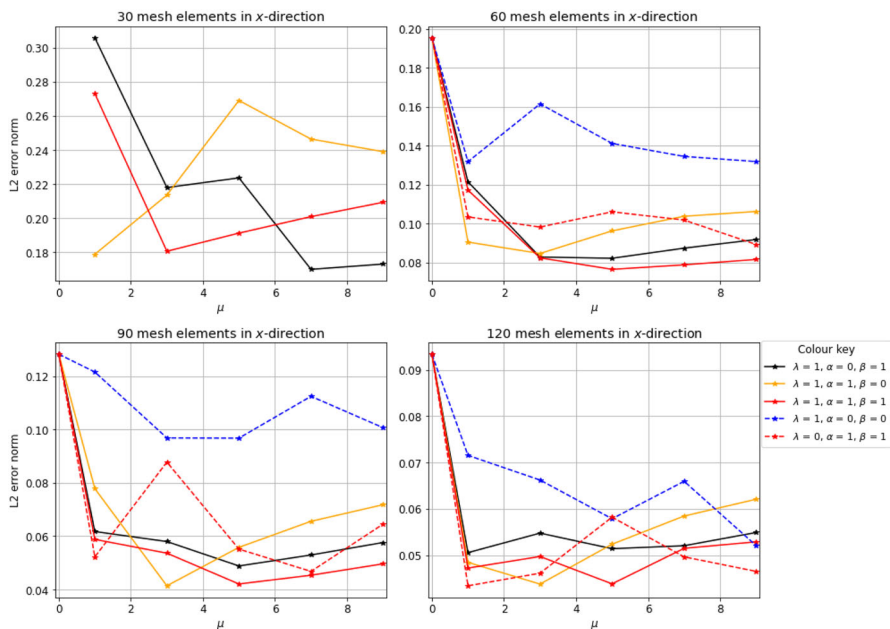 30 mesh elements in x-direction
L2 error norm
0.30
0.28
0.26
0.24
0.22
0.20
0.18
0 2 4 6 8
μ
60 mesh elements in x-direction
0.20
0.18
0.16
0.14
0.12
0.10
0.08
0 2 4 6 8
μ
90 mesh elements in x-direction
L2 error norm
0.12
0.10
0.08
0.06
0.04
0 2 4 6 8
μ
120 mesh elements in x-direction
0.09
0.08
0.07
0.06
0.05
0 2 4 6 8
μ
Colour key
λ = 1, α = 0, β = 1
λ = 1, α = 1, β = 0
λ = 1, α = 1, β = 1
λ = 1, α = 0, β = 0
λ = 0, α = 1, β = 1